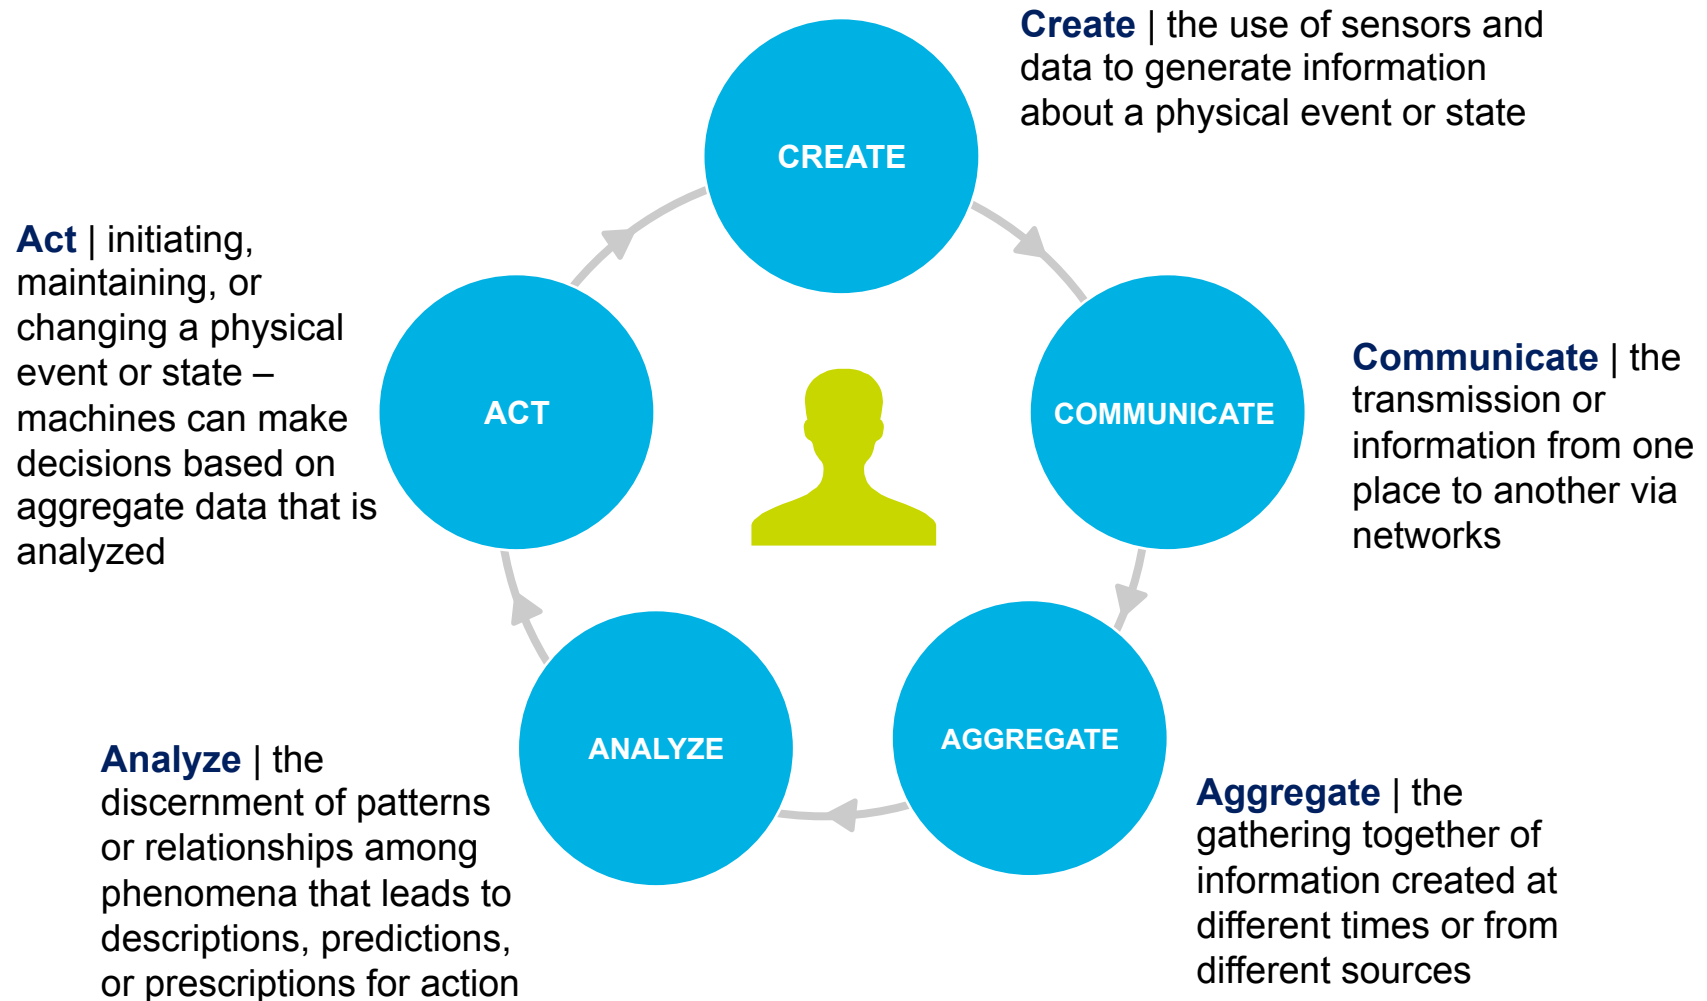 Create | the use of sensors and
data to generate information
about a physical event or state
CREATE
Act | initiating,
maintaining, or
changing a physical
event or state –
machines can make
decisions based on
aggregate data that is
analyzed
ACT
COMMUNICATE
Communicate | the
transmission or
information from one
place to another via
networks
ANALYZE
AGGREGATE
Analyze | the
discernment of patterns
or relationships among
phenomena that leads to
descriptions, predictions,
or prescriptions for action
Aggregate | the
gathering together of
information created at
different times or from
different sources